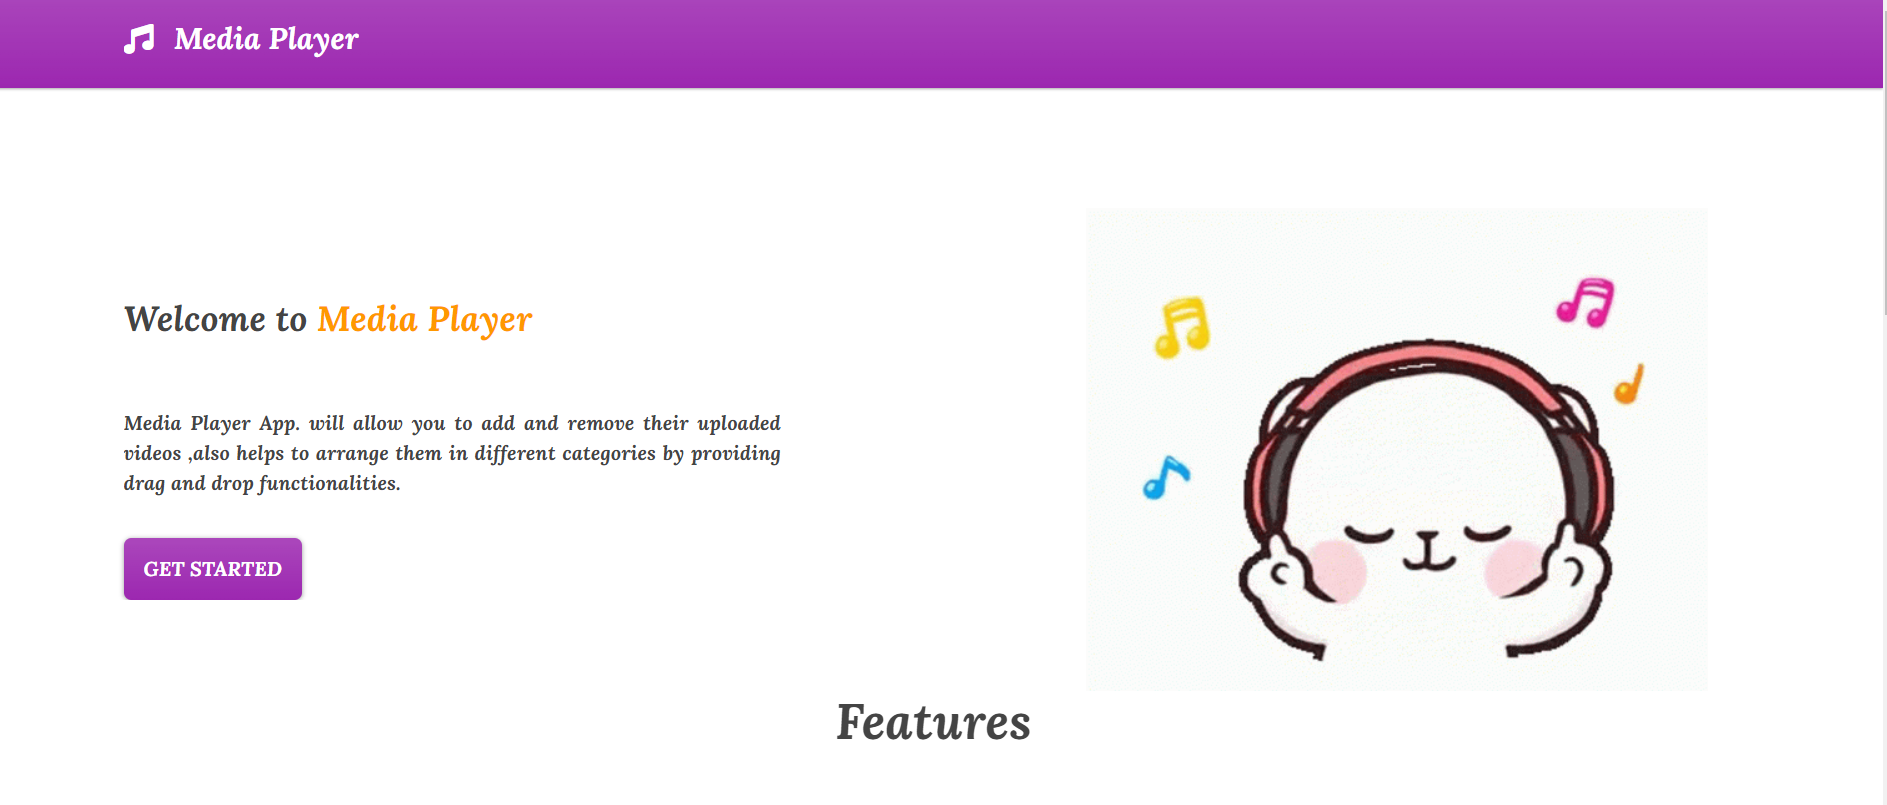 Media Player
Welcome to Media Player
Media Player App. will allow you to add and remove their uploaded
videos ,also helps to arrange them in different categories by providing
drag and drop functionalities.
GET STARTED
Features